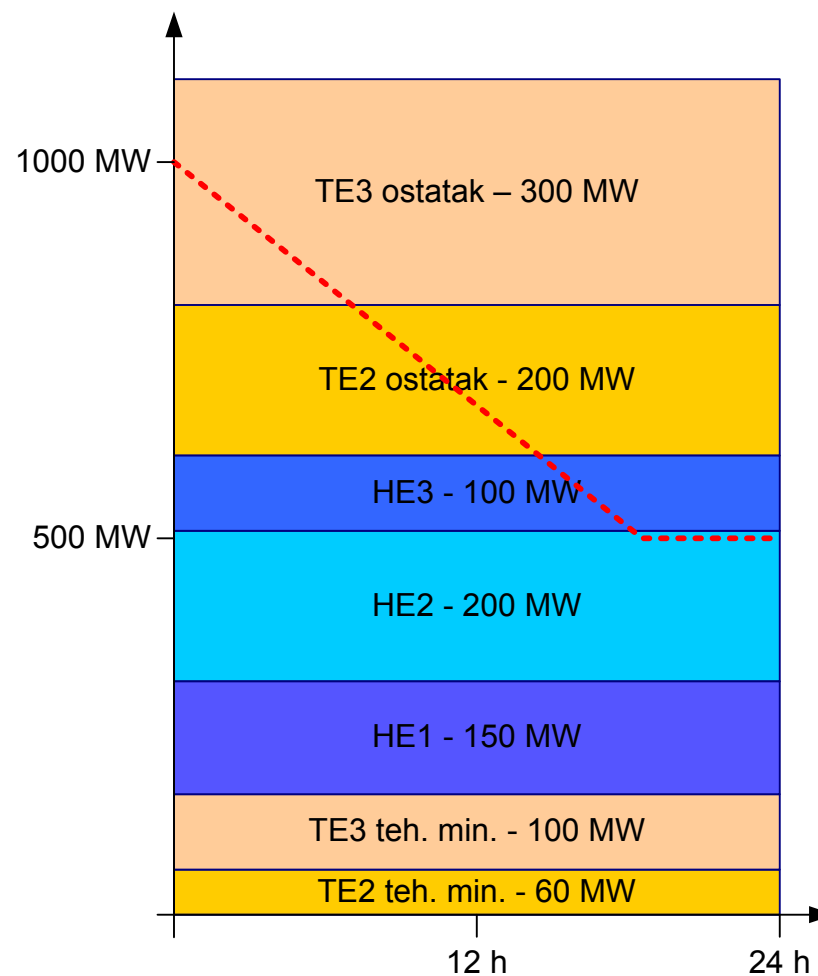 1000 MW
TE3 ostatak – 300 MW
TE2 ostatak - 200 MW
HE3 - 100 MW
500 MW
HE2 - 200 MW
HE1 - 150 MW
TE3 teh. min. - 100 MW
TE2 teh. min. - 60 MW
12 h
24 h